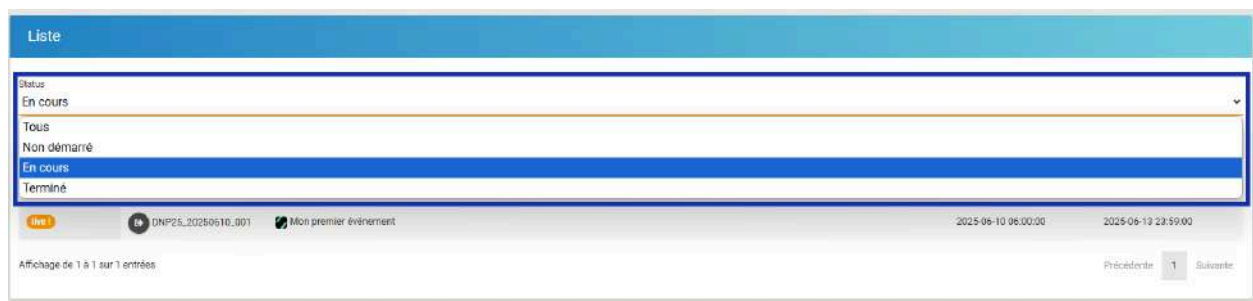 Liste
Status
En cours
Tous
Non démarré
En cours
Terminé
live ! DNP25_20250610_001 Mon premier évènement 2025-06-10 06:00:00 2025-06-13 23:59:00
Affichage de 1 à 1 sur 1 entrées Précédente 1 Suivante